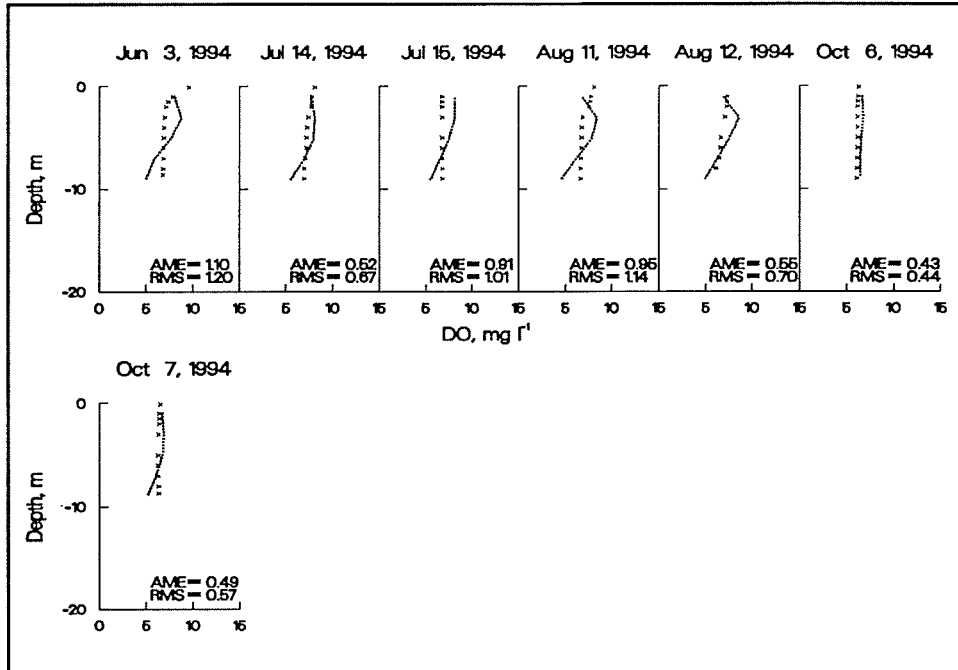 Jun 3, 1994 Jul 14, 1994 Jul 15, 1994 Aug 11, 1994 Aug 12, 1994 Oct 6, 1994
0
-10
-20
Depth, m
AME= 1.10 AME= 0.52 AME= 0.91 AME= 0.95 AME= 0.55 AME= 0.43
RMS= 1.20 RMS= 0.67 RMS= 1.01 RMS= 1.14 RMS= 0.70 RMS= 0.44
0 5 10 15 5 10 15 5 10 15 5 10 15 5 10 15 5 10 15
DO, mg l⁻¹
Oct 7, 1994
0
-10
-20
Depth, m
AME= 0.49
RMS= 0.57
0 5 10 15